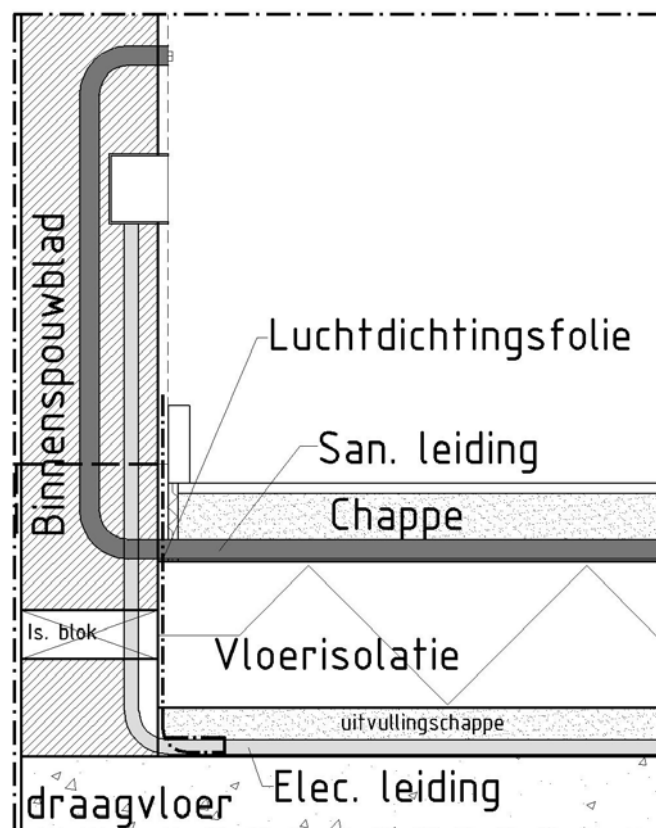 Binnenspouwblad
Luchtdichtingsfolie
San. leiding
Chappe
Is. blok
Vloerisolatie
uitvullingschappe
Elec. leiding
draagvloer